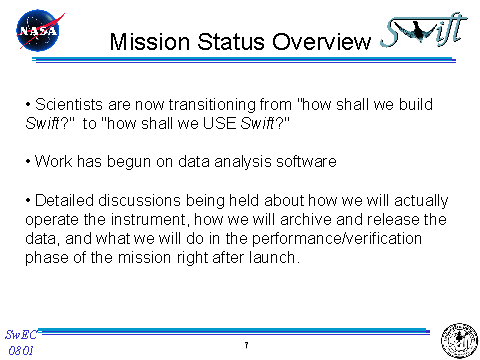 NASA
Mission Status Overview
Swift
• Scientists are now transitioning from "how shall we build
Swift?" to "how shall we USE Swift?"
• Work has begun on data analysis software
• Detailed discussions being held about how we will actually
operate the instrument, how we will archive and release the
data, and what we will do in the performance/verification
phase of the mission right after launch.
SwEC
0801
7